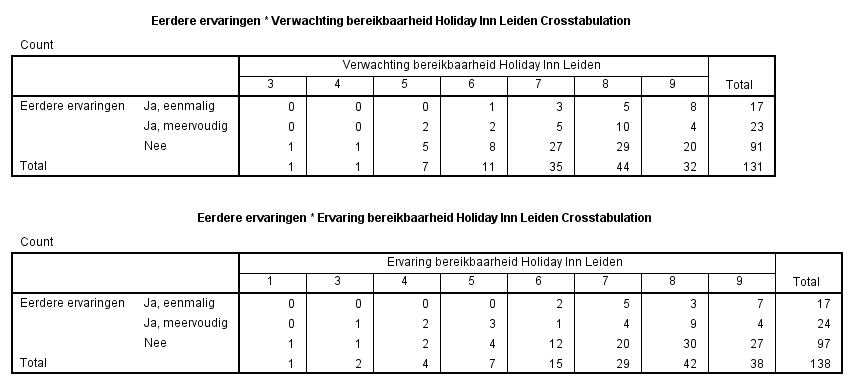 Eerdere ervaringen * Verwachting bereikbaarheid Holiday Inn Leiden Crosstabulation
Count
Verwachting bereikbaarheid Holiday Inn Leiden
3 4 5 6 7 8 9 Total
Eerdere ervaringen Ja, eenmalig 0 0 0 1 3 5 8 17
Ja, meervoudig 0 0 2 2 5 10 4 23
Nee 1 1 5 8 27 29 20 91
Total 1 1 7 11 35 44 32 131
Eerdere ervaringen * Ervaring bereikbaarheid Holiday Inn Leiden Crosstabulation
Count
Ervaring bereikbaarheid Holiday Inn Leiden
1 3 4 5 6 7 8 9 Total
Eerdere ervaringen Ja, eenmalig 0 0 0 0 2 5 3 7 17
Ja, meervoudig 0 1 2 3 1 4 9 4 24
Nee 1 1 2 4 12 20 30 27 97
Total 1 2 4 7 15 29 42 38 138